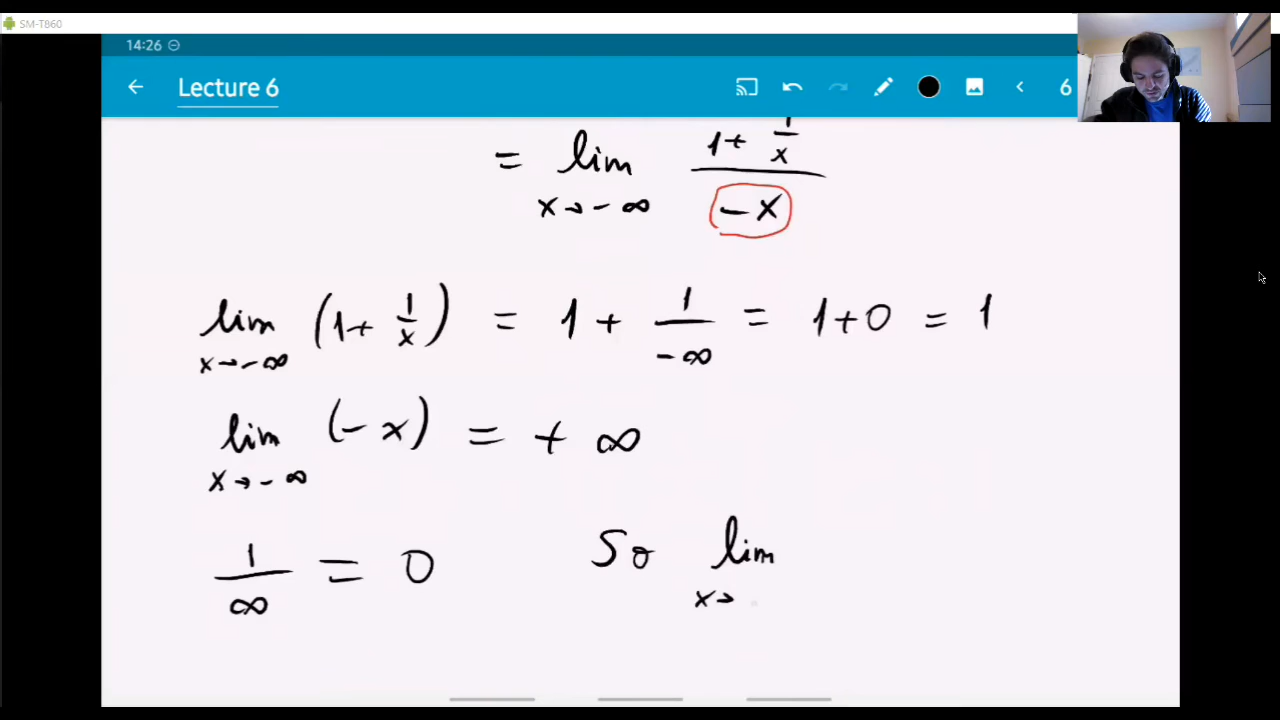 SM-T860
14:26
Lecture 6
6
= lim x→-∞ (1 + 1/x)/(-x)
lim x→-∞ (1 + 1/x) = 1 + 1/-∞ = 1+0 = 1
lim x→-∞ (-x) = + ∞
1/∞ = 0 So lim x→